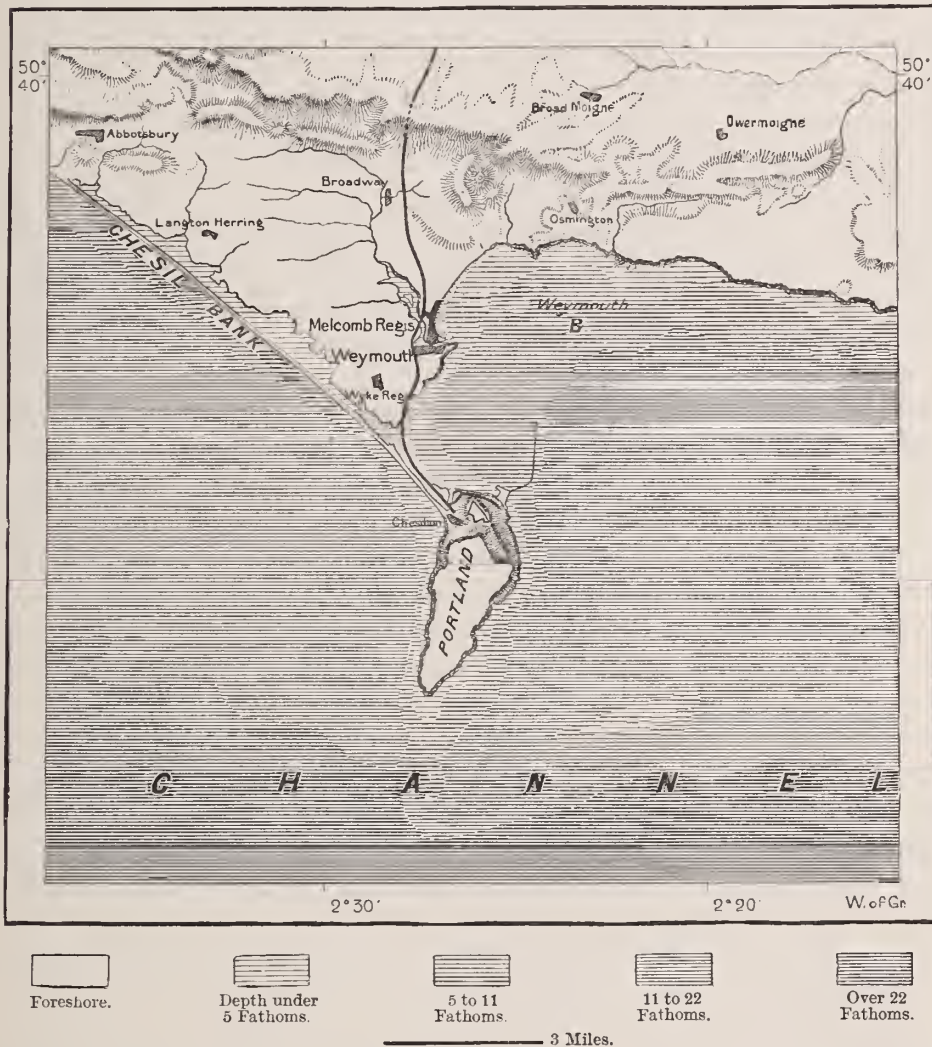 50°
40′
50°
40′
Abbotsbury
Broad Moigne
Owermoigne
Broadway
Langton Herring
Osmington
CHESIL BANK
Weymouth
B
Melcomb Regis
Weymouth
Wyke Reg
PORTLAND
CHANNEL
2°30′
2°20′
W. of Gr.
Foreshore.
Depth under
5 Fathoms.
5 to 11
Fathoms.
11 to 22
Fathoms.
Over 22
Fathoms.
3 Miles.